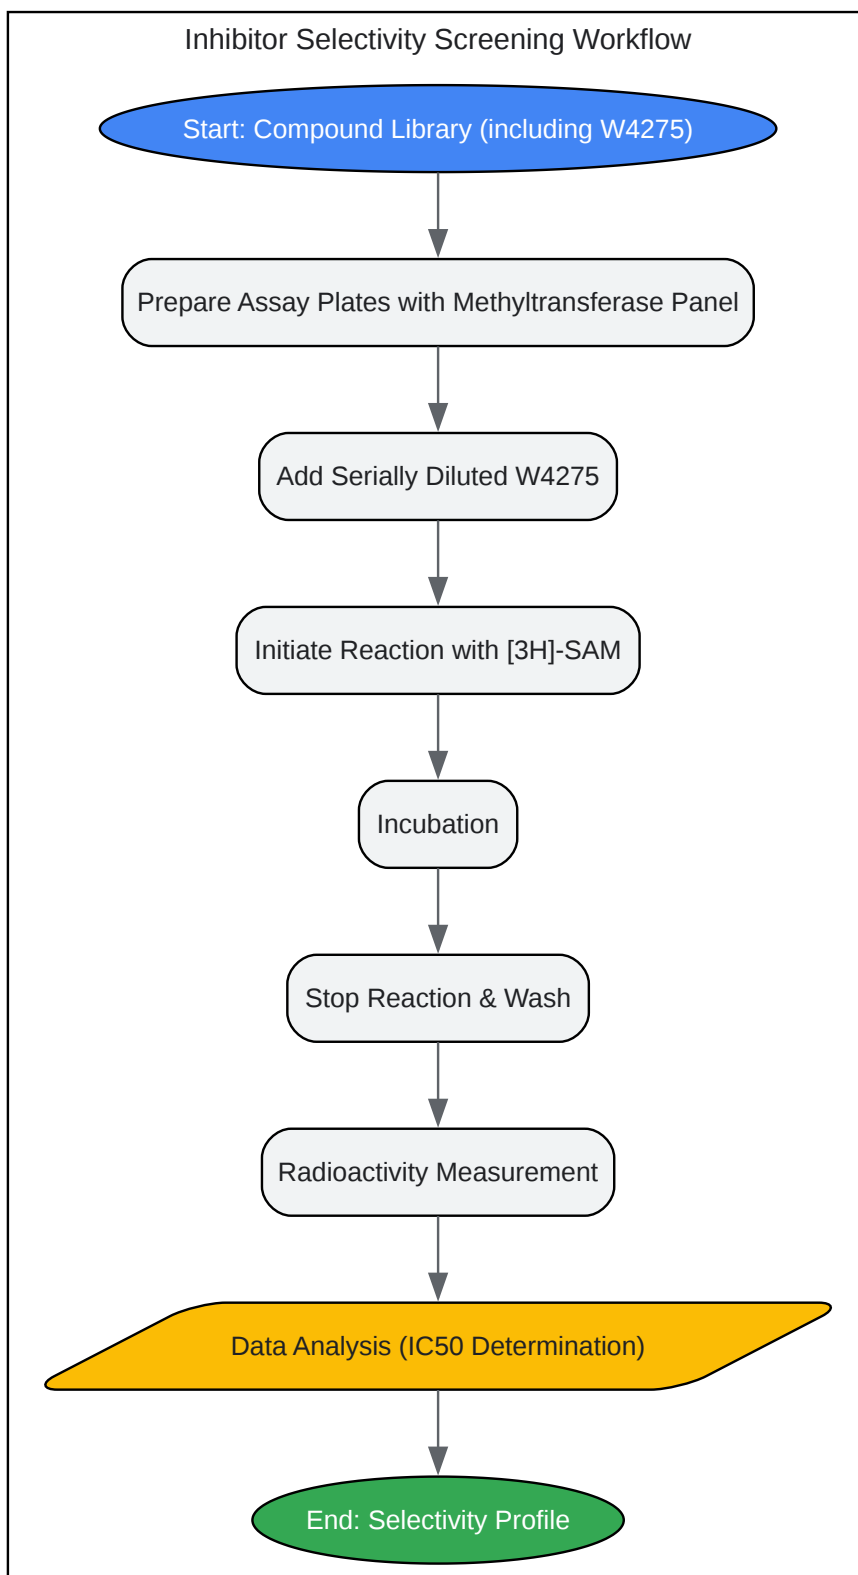 Inhibitor Selectivity Screening Workflow
Start: Compound Library (including W4275)
Prepare Assay Plates with Methyltransferase Panel
Add Serially Diluted W4275
Initiate Reaction with [3H]-SAM
Incubation
Stop Reaction & Wash
Radioactivity Measurement
Data Analysis (IC50 Determination)
End: Selectivity Profile